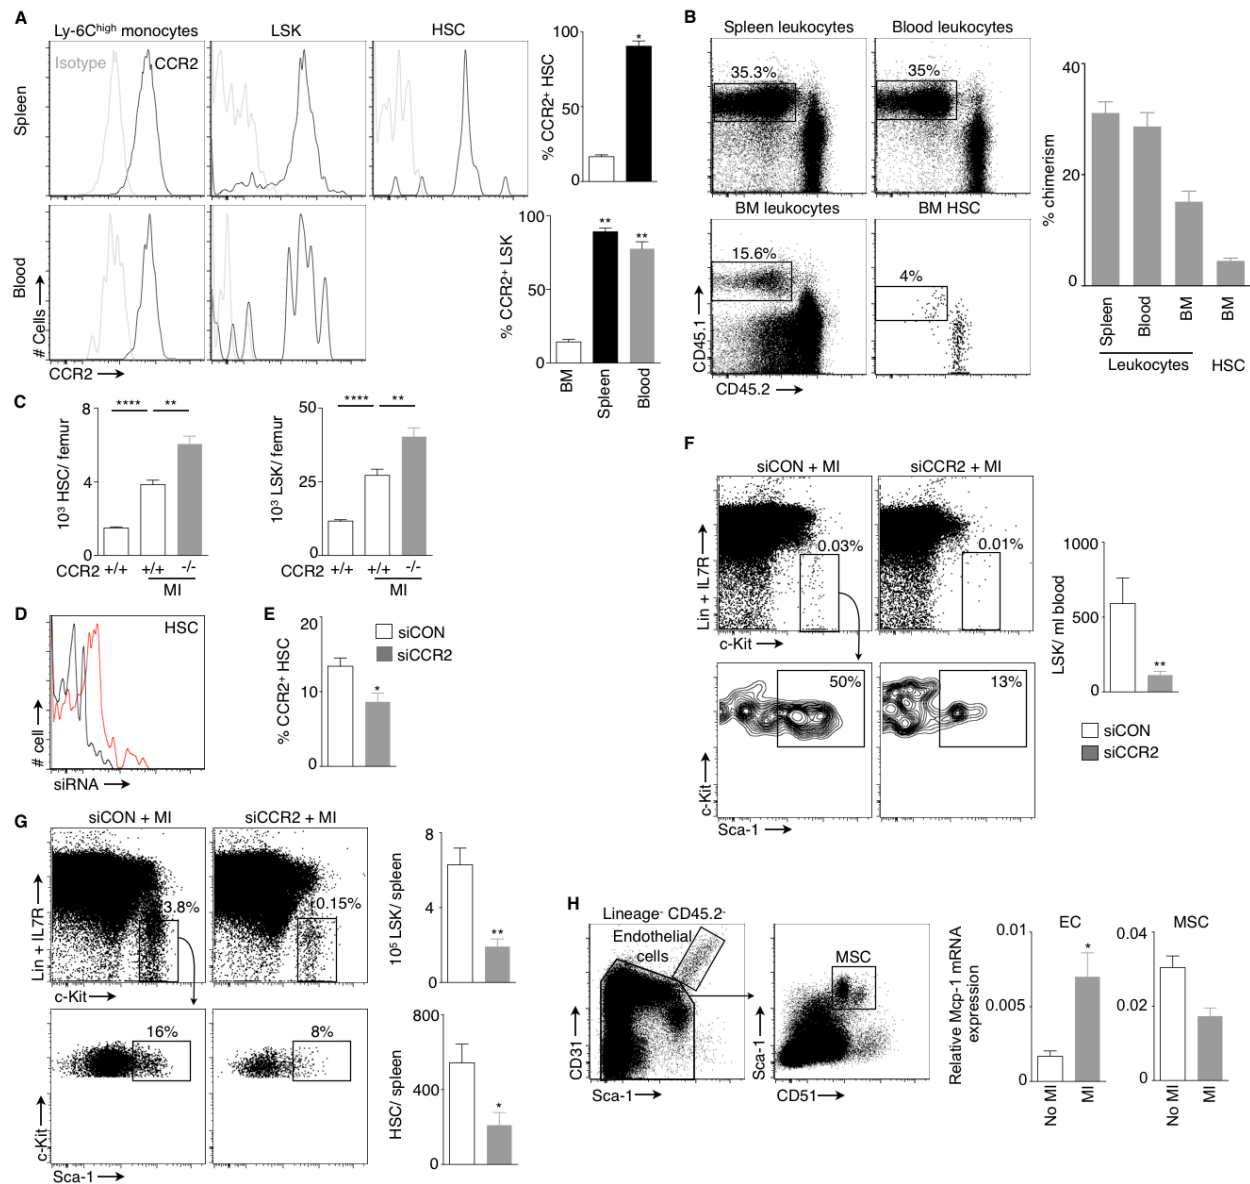 A
Ly-6Chigh monocytes
LSK
HSC
Isotype
CCR2
Spleen
Blood
# Cells
CCR2
% CCR2+ HSC
100
50
0
*
% CCR2+ LSK
100
50
0
**
**
BM
Spleen
Blood
B
Spleen leukocytes
Blood leukocytes
35.3%
35%
BM leukocytes
BM HSC
15.6%
4%
CD45.1
CD45.2
% chimerism
40
20
0
Spleen
Blood
BM
BM
Leukocytes
HSC
C
10³ HSC/ femur
8
4
0
****
**
CCR2
+/+
+/+
-/-
MI
10³ LSK/ femur
50
25
0
****
**
CCR2
+/+
+/+
-/-
MI
D
HSC
# cell
siRNA
E
% CCR2+ HSC
20
10
0
*
siCON
siCCR2
F
siCON + MI
siCCR2 + MI
0.03%
0.01%
Lin + IL7R
c-Kit
50%
13%
c-Kit
Sca-1
LSK/ ml blood
1000
500
0
**
siCON
siCCR2
G
siCON + MI
siCCR2 + MI
3.8%
0.15%
Lin + IL7R
c-Kit
16%
8%
c-Kit
Sca-1
10⁵ LSK/ spleen
8
4
0
**
HSC/ spleen
800
400
0
*
H
Lineage- CD45.2-
Endothelial
cells
MSC
CD31
Sca-1
Sca-1
CD51
Relative Mcp-1 mRNA
expression
EC
0.01
0.005
0
*
No MI
MI
MSC
0.04
0.02
0
No MI
MI